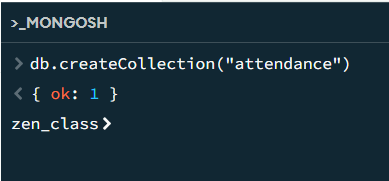 >_MONGOSH
> db.createCollection("attendance")
< { ok: 1 }
zen_class>